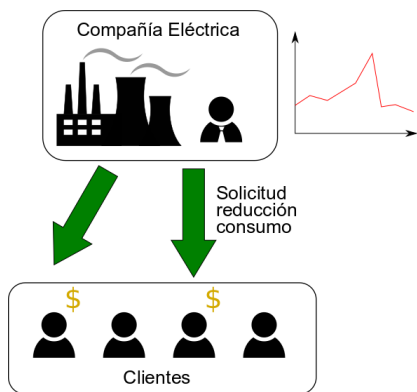 Compañía Eléctrica
Solicitud
reducción
consumo
$ $
Clientes